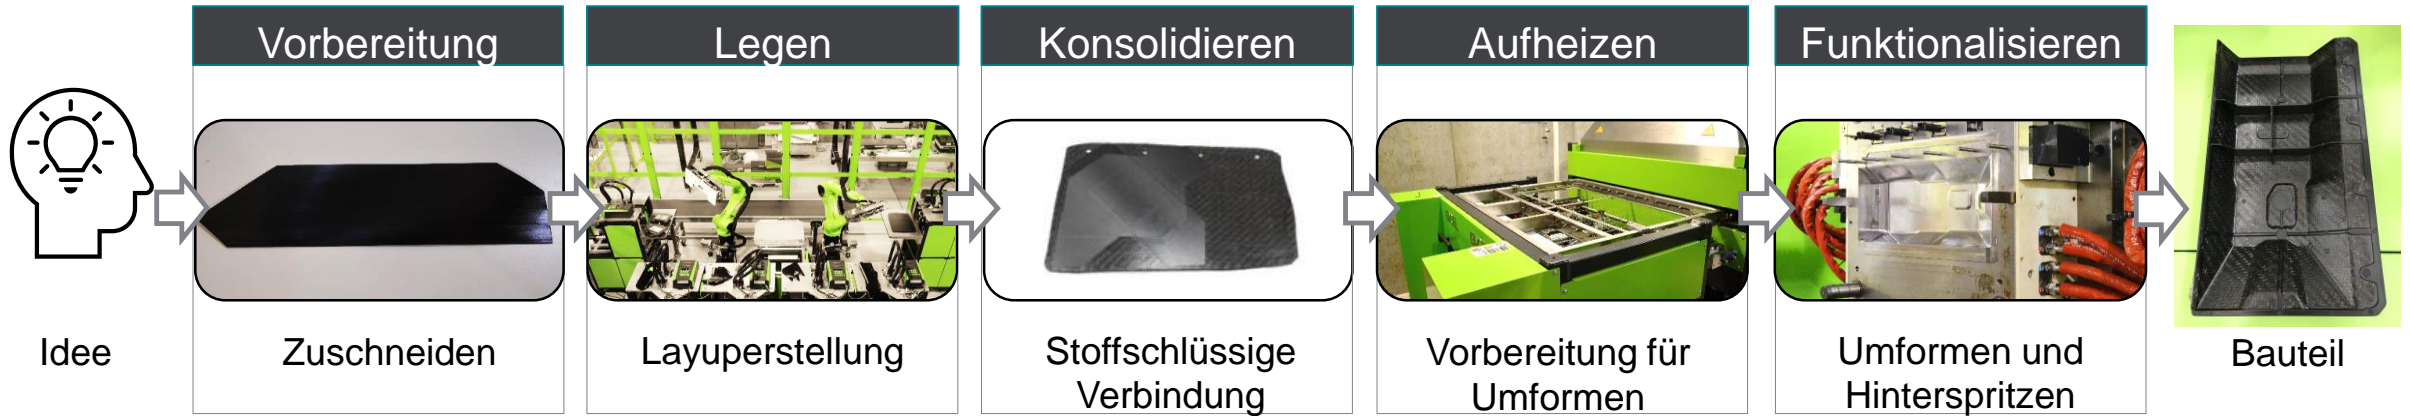 Vorbereitung
Legen
Konsolidieren
Aufheizen
Funktionalisieren
Idee
Zuschneiden
Layuperstellung
Stoffschlüssige
Verbindung
Vorbereitung für
Umformen
Umformen und
Hinterspritzen
Bauteil